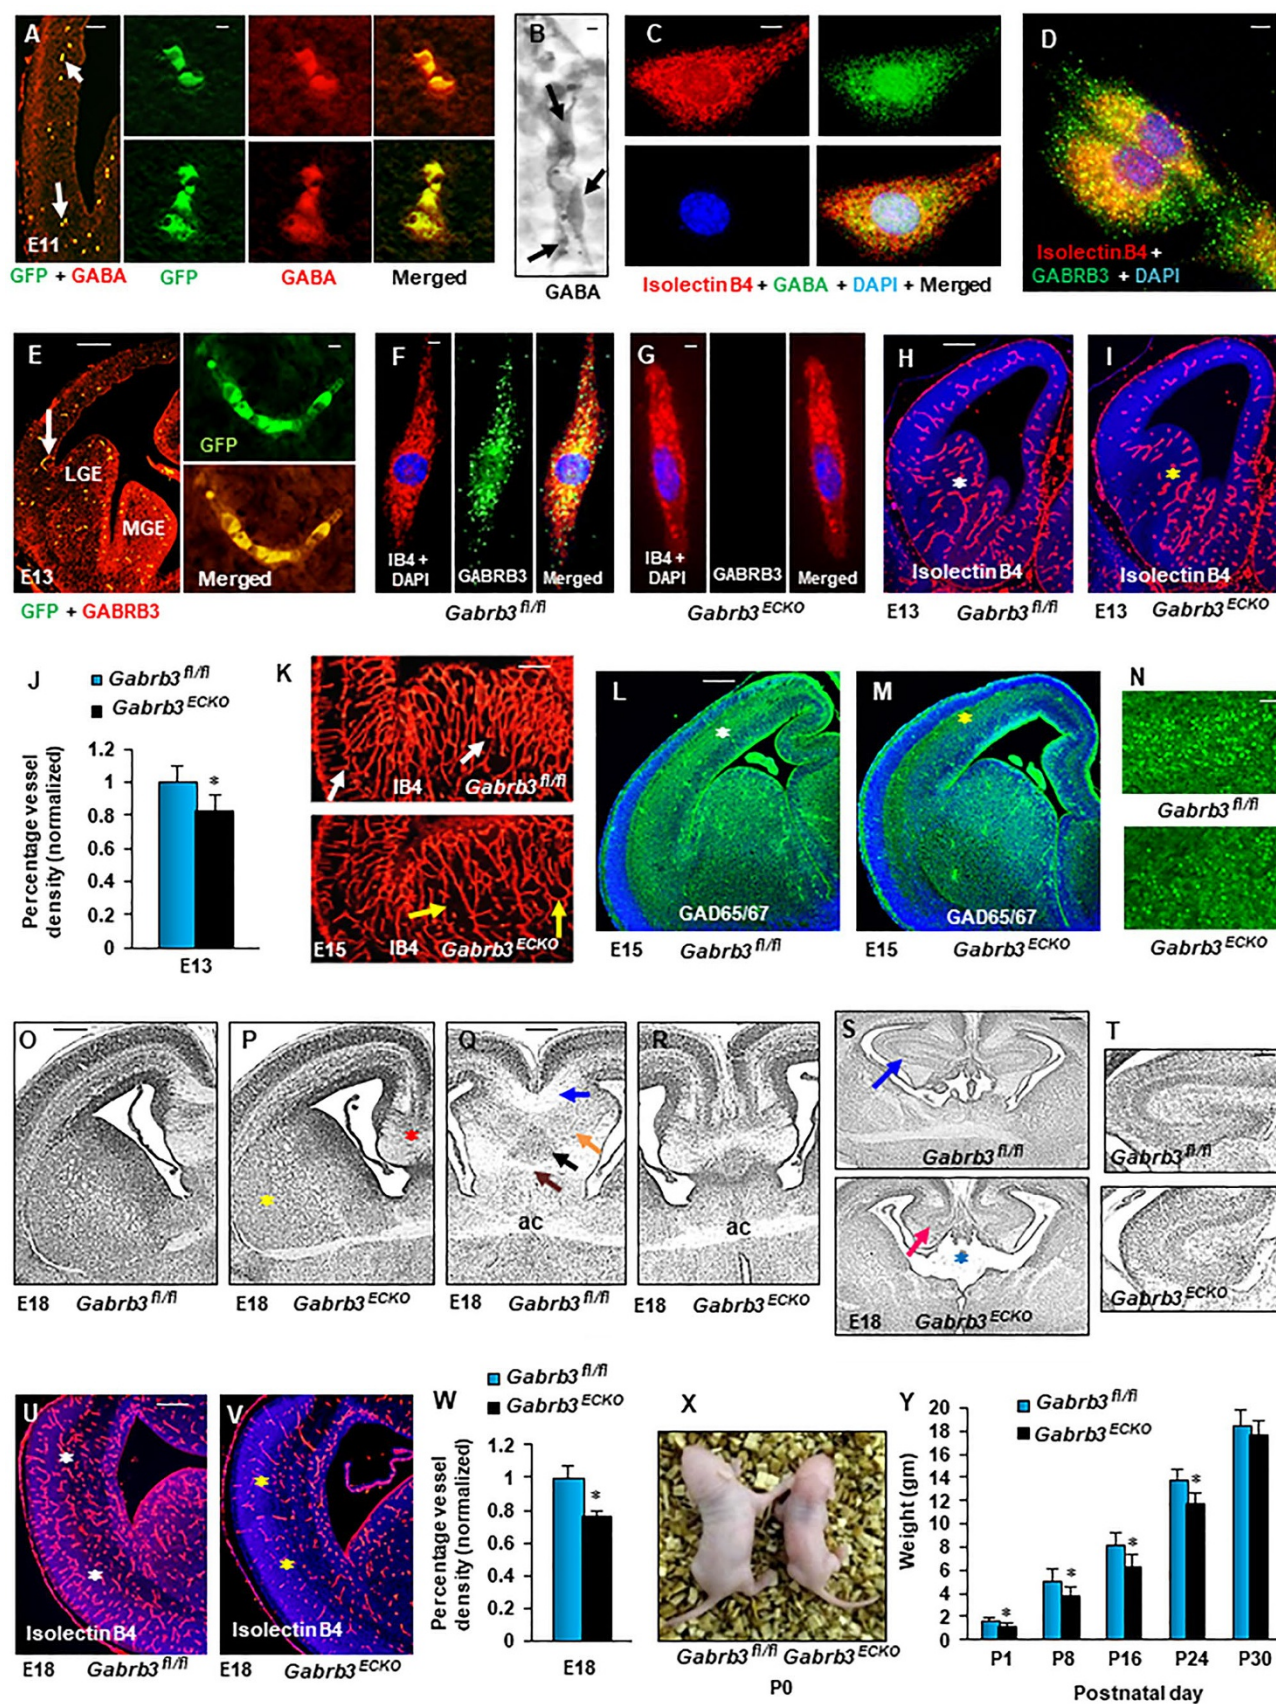 A
E11
GFP + GABA
GFP
GABA
Merged
B
GABA
C
Isolectin B4 + GABA + DAPI + Merged
D
Isolectin B4 +
GABRB3 + DAPI
E
LGE
MGE
E13
GFP + GABRB3
GFP
Merged
F
IB4 +
DAPI
GABRB3
Merged
Gabrb3 fl/fl
G
IB4 +
DAPI
GABRB3
Merged
Gabrb3 ECKO
H
Isolectin B4
E13 Gabrb3 fl/fl
I
Isolectin B4
E13 Gabrb3 ECKO
J
Gabrb3 fl/fl
Gabrb3 ECKO
Percentage vessel
density (normalized)
1.2
1
0.8
0.6
0.4
0.2
0
*
E13
K
IB4
Gabrb3 fl/fl
E15
IB4
Gabrb3 ECKO
L
GAD65/67
E15 Gabrb3 fl/fl
M
GAD65/67
E15 Gabrb3 ECKO
N
Gabrb3 fl/fl
Gabrb3 ECKO
O
E18 Gabrb3 fl/fl
P
E18 Gabrb3 ECKO
Q
ac
E18 Gabrb3 fl/fl
R
ac
E18 Gabrb3 ECKO
S
Gabrb3 fl/fl
E18 Gabrb3 ECKO
T
Gabrb3 fl/fl
Gabrb3 ECKO
U
Isolectin B4
E18 Gabrb3 fl/fl
V
Isolectin B4
E18 Gabrb3 ECKO
W
Gabrb3 fl/fl
Gabrb3 ECKO
Percentage vessel
density (normalized)
1.2
1
0.8
0.6
0.4
0.2
0
*
E18
X
Gabrb3 fl/fl Gabrb3 ECKO
P0
Y
Gabrb3 fl/fl
Gabrb3 ECKO
Weight (gm)
20
18
16
14
12
10
8
6
4
2
0
*
*
*
*
P1 P8 P16 P24 P30
Postnatal day